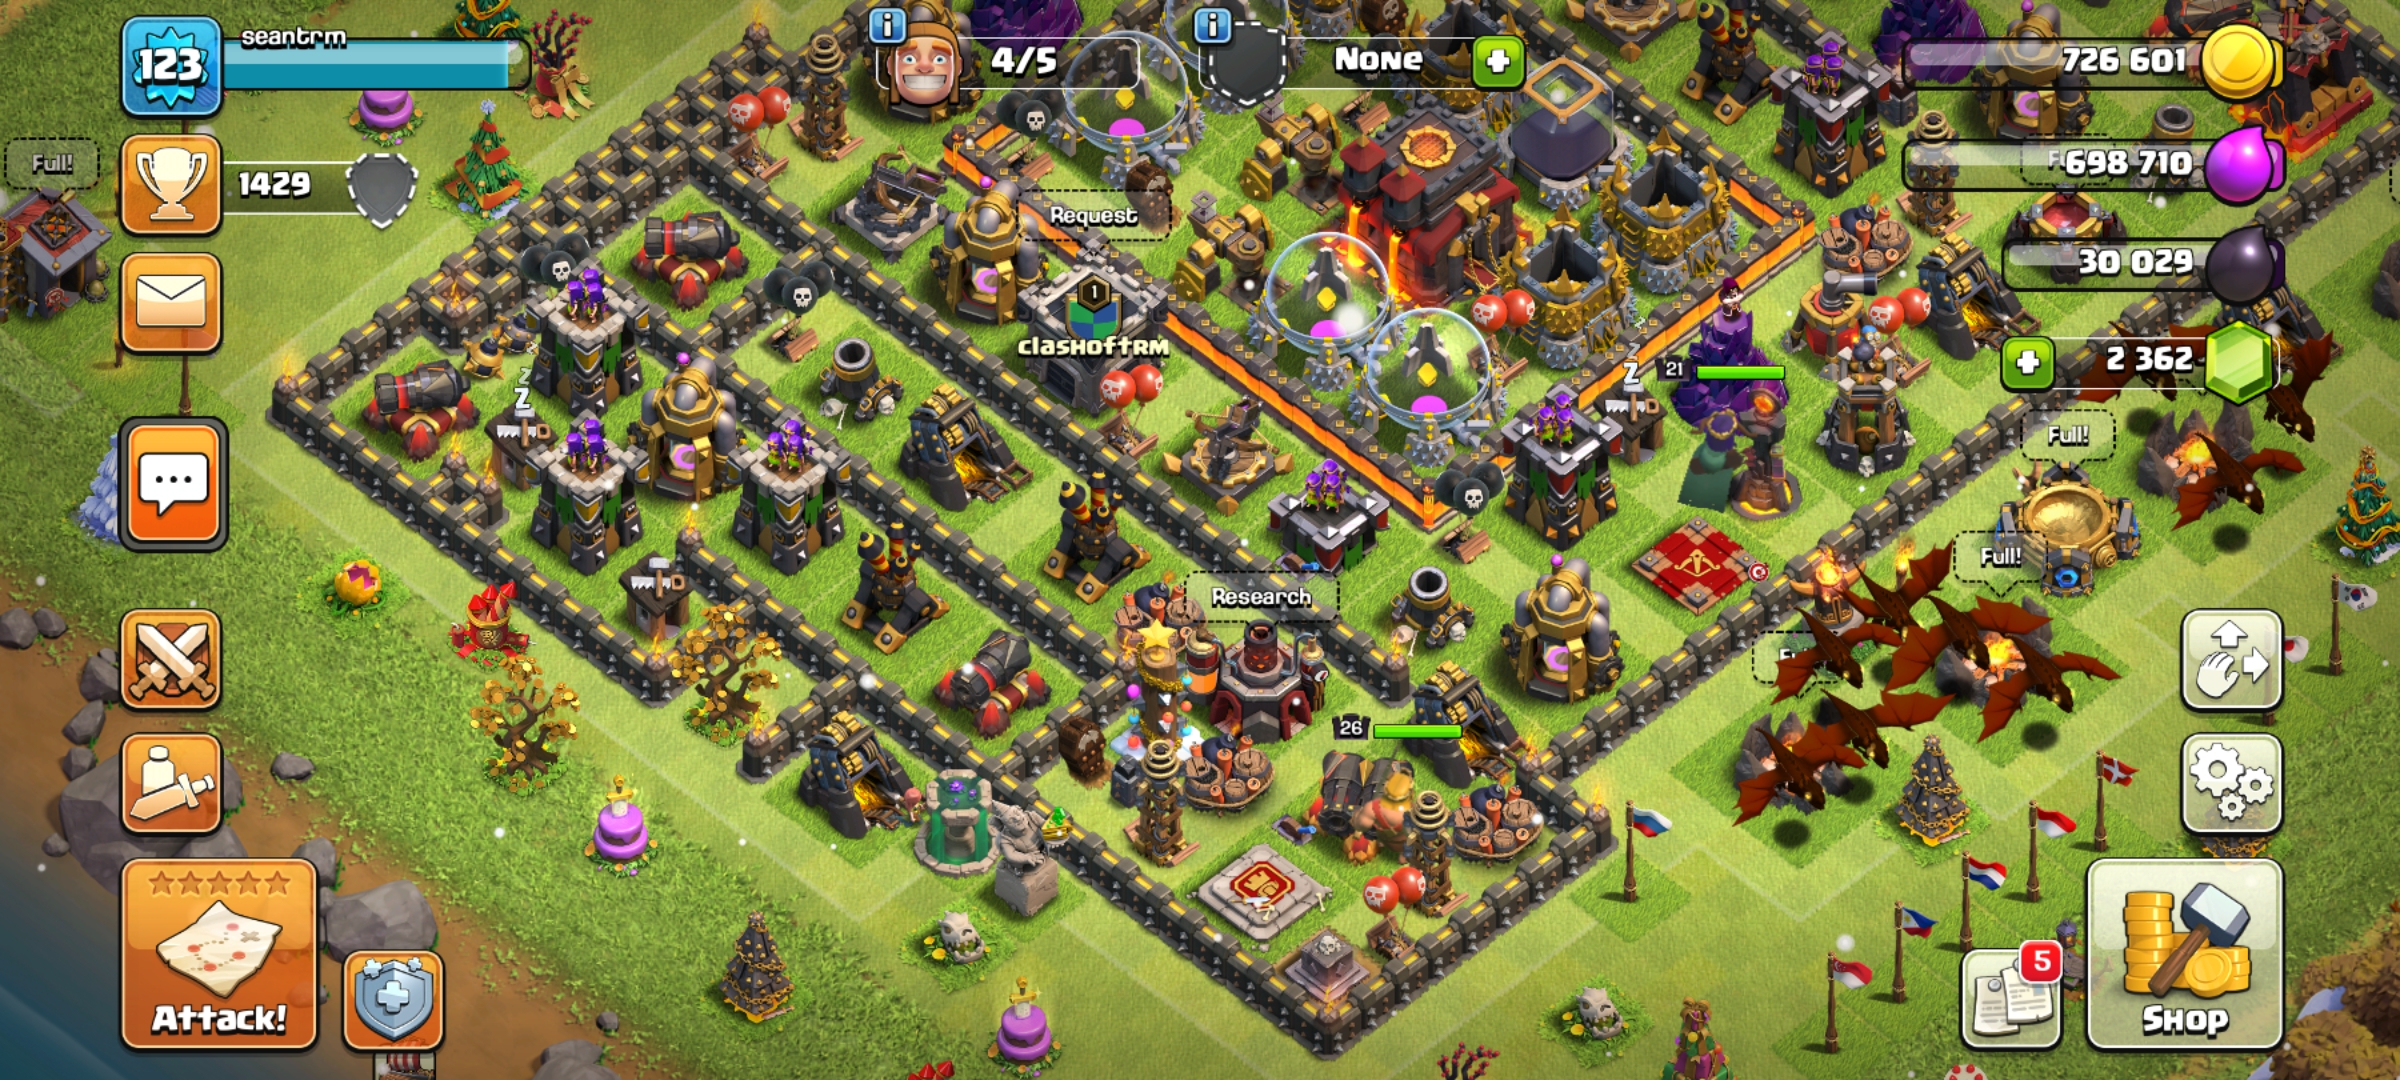 seantrm
123
4/5
None
726 601
Full!
1429
698 710
Request
30 029
1
clashoftRM
2 362
21
Z
Z
Z
Z
Full!
Full!
Research
26
5
Attack!
Shop